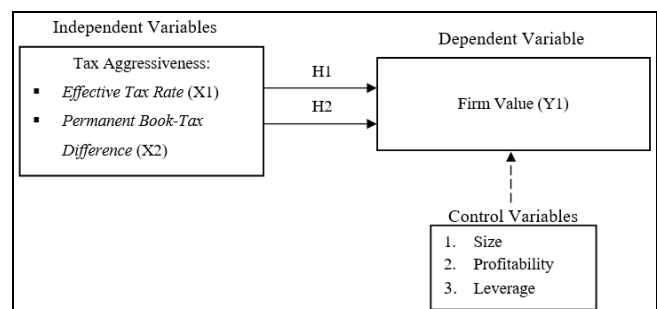 Independent Variables
Tax Aggressiveness:
▪ Effective Tax Rate (X1)
▪ Permanent Book-Tax
Difference (X2)
H1
H2
Dependent Variable
Firm Value (Y1)
Control Variables
1. Size
2. Profitability
3. Leverage